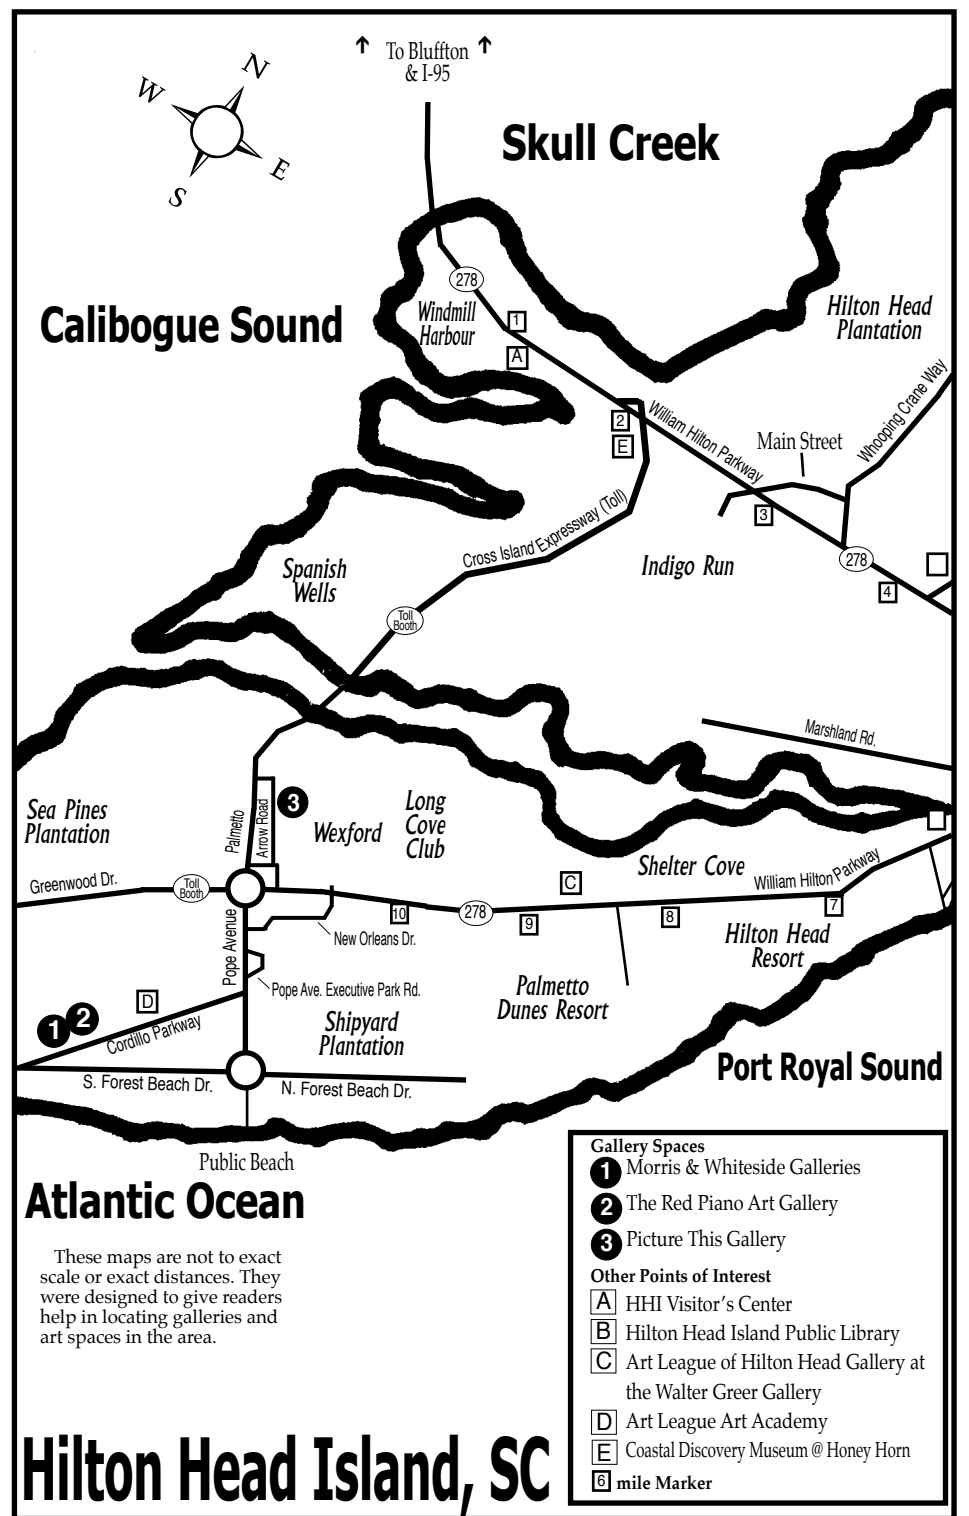 To Bluffton
& I-95
N
W
E
S
Skull Creek
278
Calibogue Sound
Windmill
Harbour
1
A
Hilton Head
Plantation
Whooping Crane Way
2
E
William Hilton Parkway
Main Street
3
Cross Island Expressway (Toll)
Spanish
Wells
Indigo Run
278
4
Toll
Booth
Marshland Rd.
Sea Pines
Plantation
Palmetto
Arrow Road
3
Wexford
Long
Cove
Club
Shelter Cove
William Hilton Parkway
Greenwood Dr.
Toll
Booth
C
10
278
9
8
7
New Orleans Dr.
Pope Avenue
Hilton Head
Resort
Pope Ave. Executive Park Rd.
Palmetto
Dunes Resort
D
1
2
Cordillo Parkway
Shipyard
Plantation
S. Forest Beach Dr.
N. Forest Beach Dr.
Port Royal Sound
Public Beach
Atlantic Ocean
These maps are not to exact
scale or exact distances. They
were designed to give readers
help in locating galleries and
art spaces in the area.
Hilton Head Island, SC
Gallery Spaces
1 Morris & Whiteside Galleries
2 The Red Piano Art Gallery
3 Picture This Gallery
Other Points of Interest
A HHI Visitor's Center
B Hilton Head Island Public Library
C Art League of Hilton Head Gallery at
the Walter Greer Gallery
D Art League Art Academy
E Coastal Discovery Museum @ Honey Horn
6 mile Marker